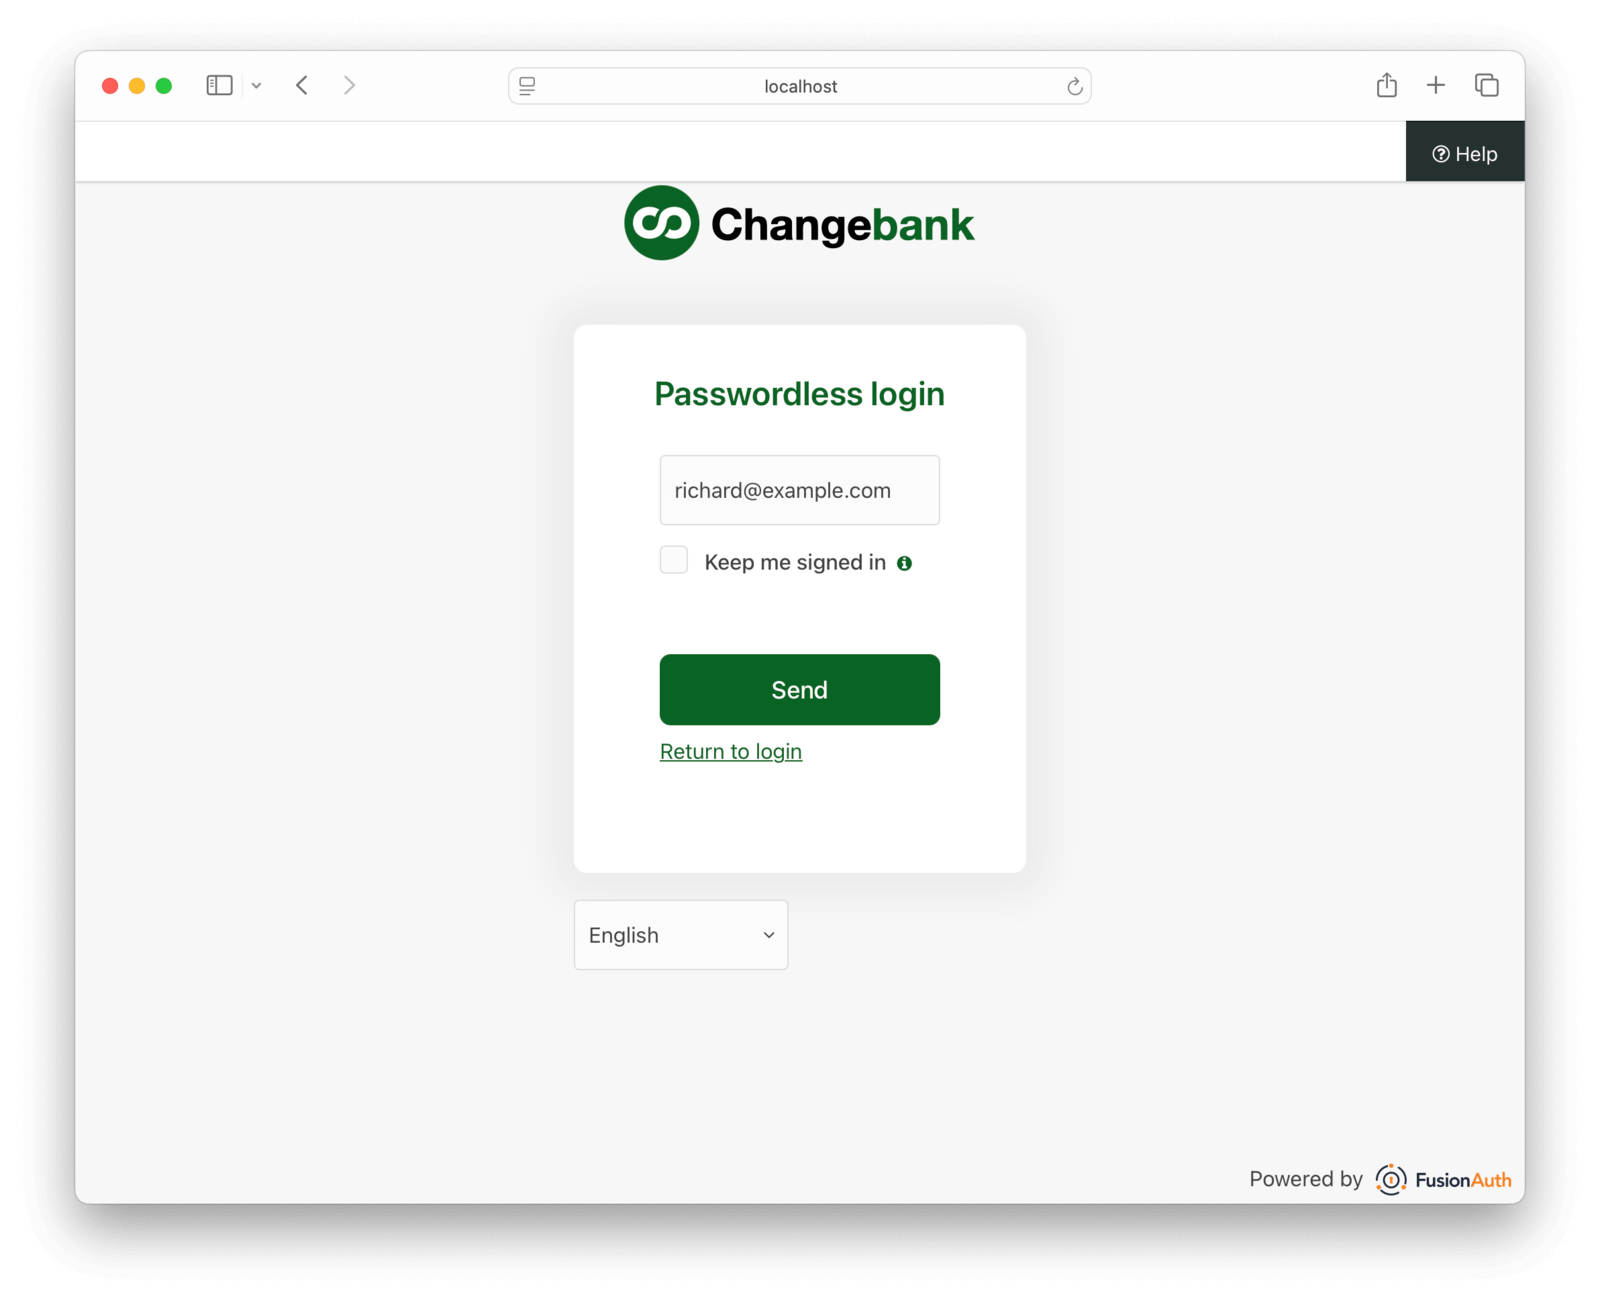 localhost
Help
Changebank
Passwordless login
richard@example.com
Keep me signed in
Send
Return to login
English
Powered by FusionAuth